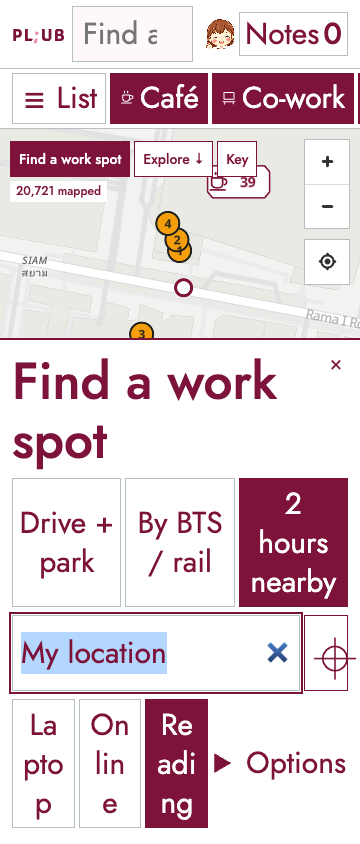 PL;UB
Find a
Notes 0
List
Café
Co-work
Find a work spot
Explore ↓
Key
20,721 mapped
39
+
−
4
2
1
SIAM
สยาม
Rama I Ro
3
×
Find a work
spot
Drive +
park
By BTS
/ rail
2
hours
nearby
My location
La
pto
p
On
lin
e
Re
adi
ng
Options